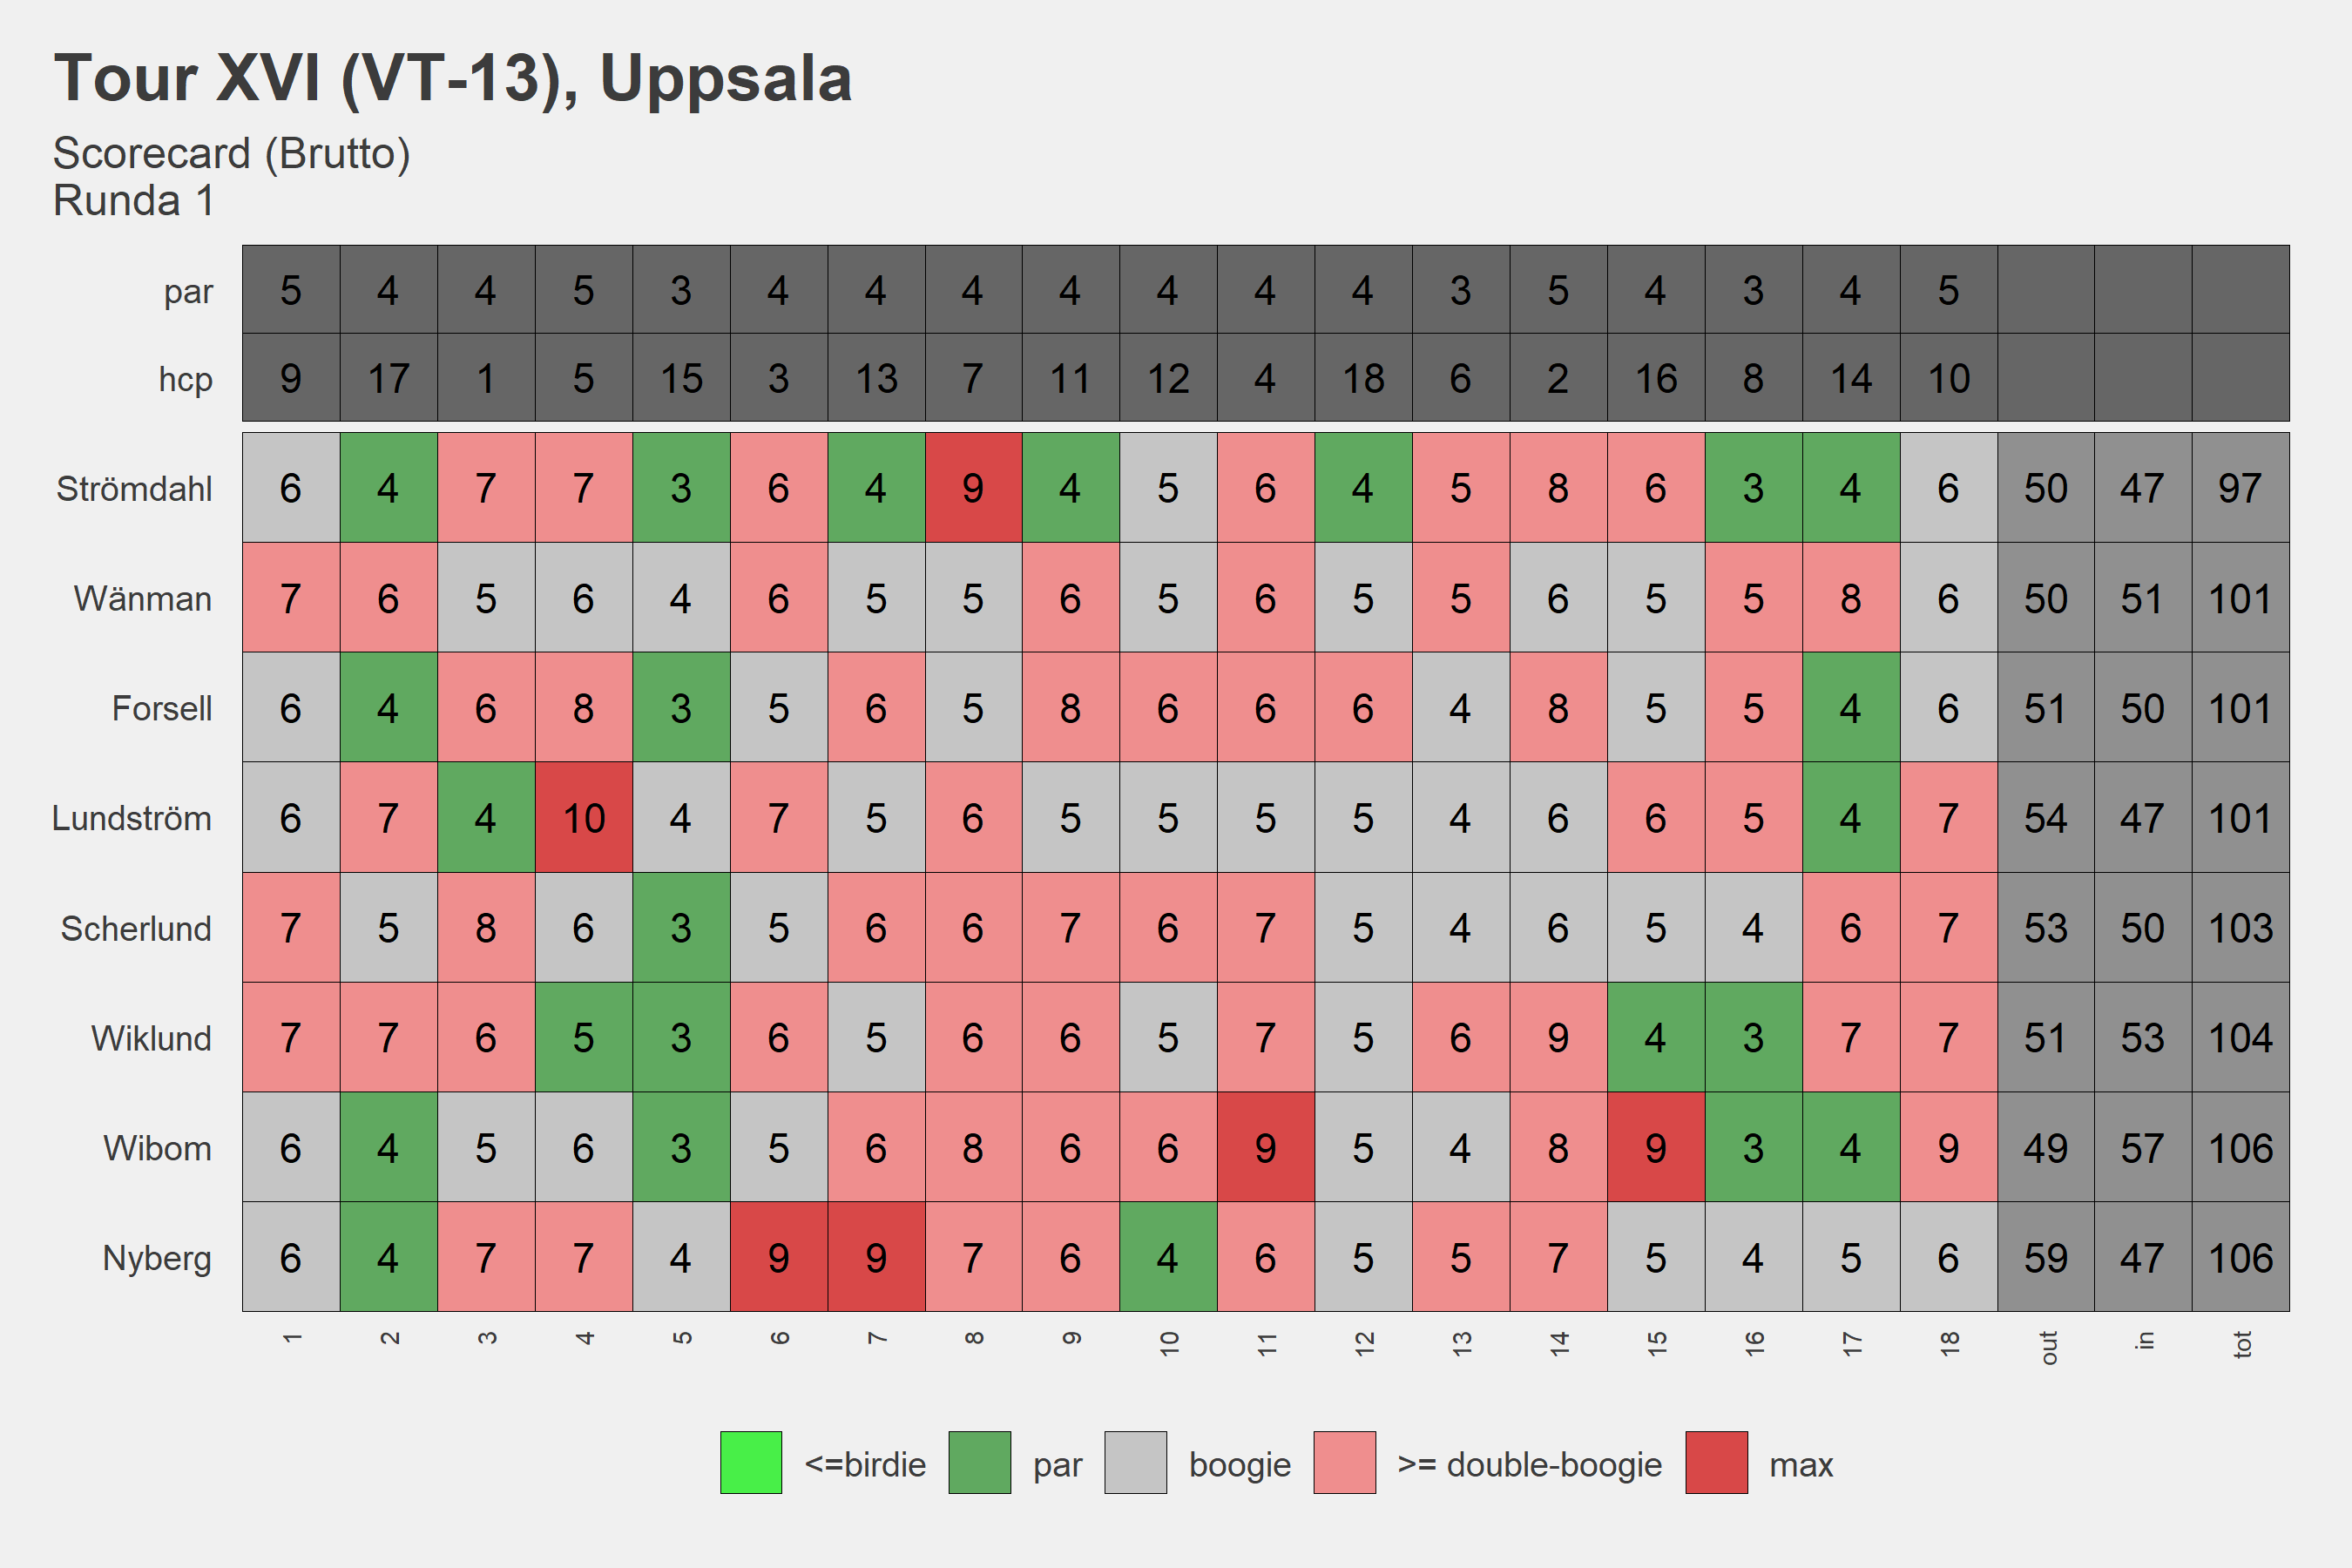 Tour XVI (VT-13), Uppsala
Scorecard (Brutto)
Runda 1
par 5 4 4 5 3 4 4 4 4 4 4 4 3 5 4 3 4 5
hcp 9 17 1 5 15 3 13 7 11 12 4 18 6 2 16 8 14 10
Strömdahl 6 4 7 7 3 6 4 9 4 5 6 4 5 8 6 3 4 6 50 47 97
Wänman 7 6 5 6 4 6 5 5 6 5 6 5 5 6 5 5 8 6 50 51 101
Forsell 6 4 6 8 3 5 6 5 8 6 6 6 4 8 5 5 4 6 51 50 101
Lundström 6 7 4 10 4 7 5 6 5 5 5 5 4 6 6 5 4 7 54 47 101
Scherlund 7 5 8 6 3 5 6 6 7 6 7 5 4 6 5 4 6 7 53 50 103
Wiklund 7 7 6 5 3 6 5 6 6 5 7 5 6 9 4 3 7 7 51 53 104
Wibom 6 4 5 6 3 5 6 8 6 6 9 5 4 8 9 3 4 9 49 57 106
Nyberg 6 4 7 7 4 9 9 7 6 4 6 5 5 7 5 4 5 6 59 47 106
1 2 3 4 5 6 7 8 9 10 11 12 13 14 15 16 17 18 out in tot
<=birdie par boogie >= double-boogie max